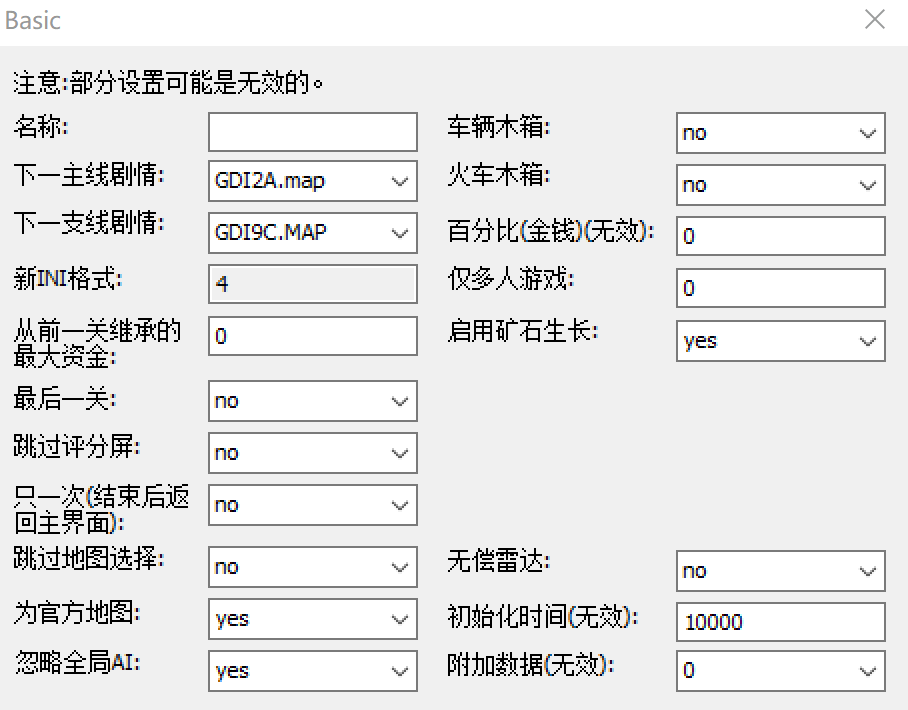 Basic
注意:部分设置可能是无效的。
名称:
下一主线剧情:
GDI2A.map
下一支线剧情:
GDI9C.MAP
新INI格式:
4
从前一关继承的
最大资金:
0
最后一关:
no
跳过评分屏:
no
只一次(结束后返
回主界面):
no
跳过地图选择:
no
为官方地图:
yes
忽略全局AI:
yes
车辆木箱:
no
火车木箱:
no
百分比(金钱)(无效):
0
仅多人游戏:
0
启用矿石生长:
yes
无偿雷达:
no
初始化时间(无效):
10000
附加数据(无效):
0